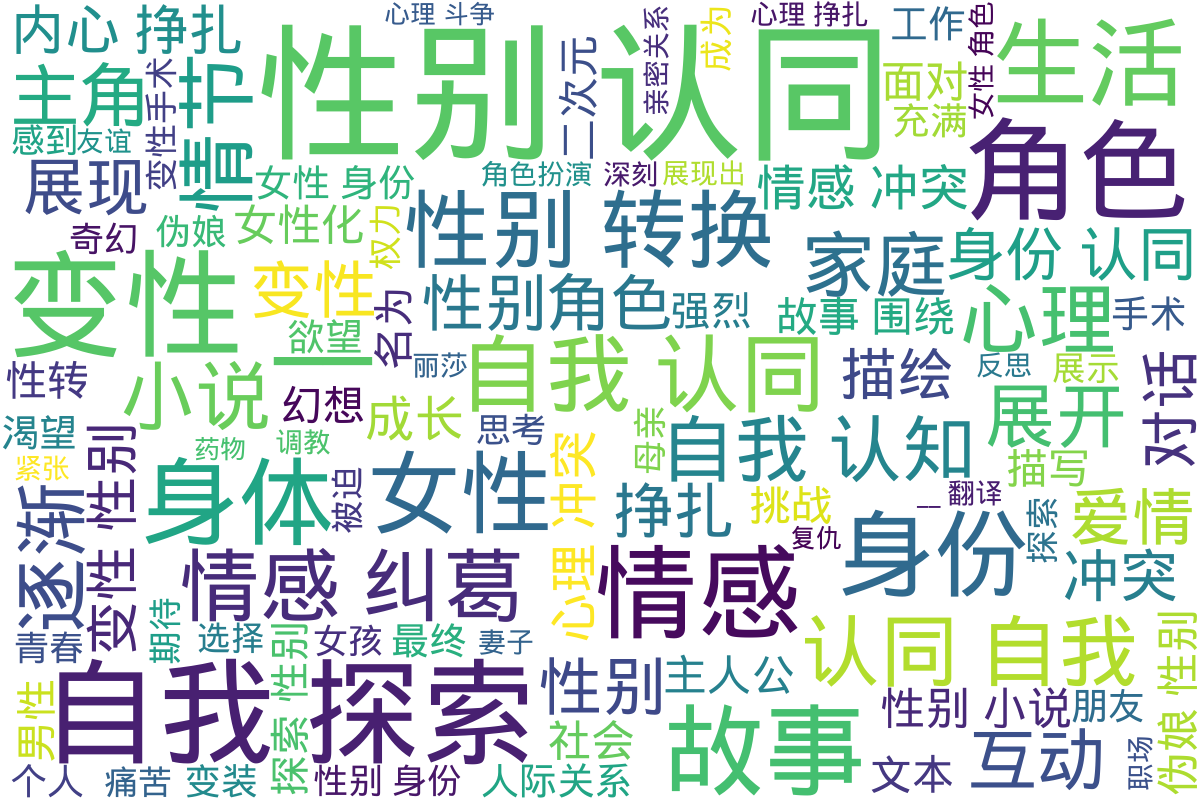 内心 挣扎
心理 斗争
心理 挣扎
工作
主角
变性手术
情节
性别 认同
二次元
亲密关系
成为
面对
女性 角色
生活
感到
友谊
充满
展现
女性 身份
角色扮演
深刻
展现出
情感 冲突
角色
奇幻
伪娘
女性化
权力
性别 转换
家庭
身份 认同
变性
变性
名为
性别角色
强烈
故事 围绕
心理
手术
欲望
一
丽莎
自我 认同
描绘
反思
展示
对话
性转
小说
幻想
成长
思考
冲突
母亲
自我 认知
展开
渴望
药物
调教
紧张
变性 性别
身体
被迫
女性
挣扎
挑战
描写
__ 翻译
探索
爱情
逐渐
情感 纠葛
心理
情感
复仇
身份
冲突
青春
期待
选择
探索 性别
女孩
最终
妻子
认同 自我
伪娘 性别
男性
自我 探索
性别
主人公
社会
故事
性别 小说
朋友
互动
职场
个人
痛苦
变装
性别 身份
人际关系
文本